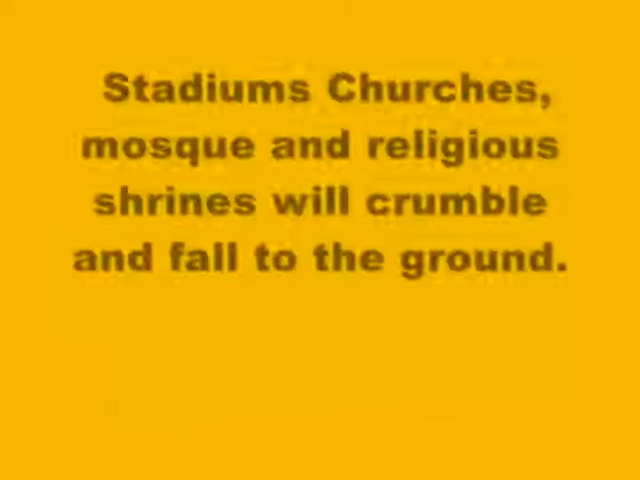 Stadiums Churches,
mosque and religious
shrines will crumble
and fall to the ground.